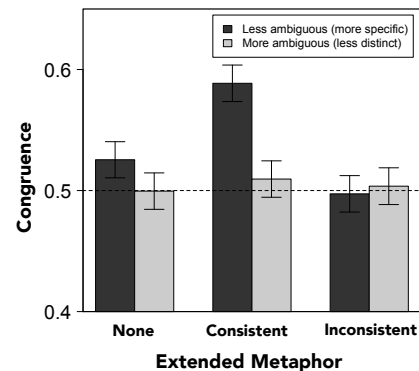 Less ambiguous (more specific)
More ambiguous (less distinct)
0.6
0.5
0.4
Congruence
None Consistent Inconsistent
Extended Metaphor